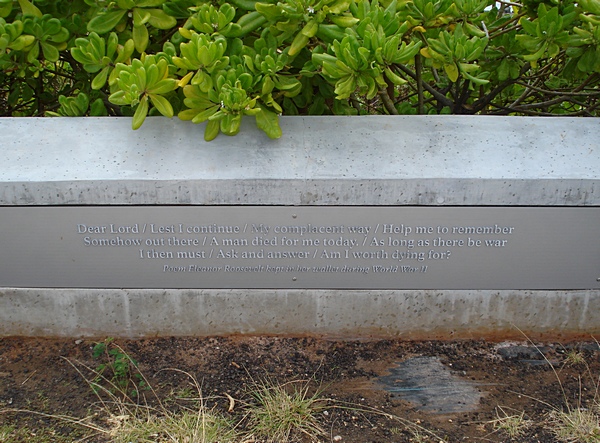 Dear Lord / Lest I continue / My complacent way / Help me to remember
Somehow out there / A man died for me today. / As long as there be war
I then must / Ask and answer / Am I worth dying for?
Poem Eleanor Roosevelt kept in her wallet during World War II